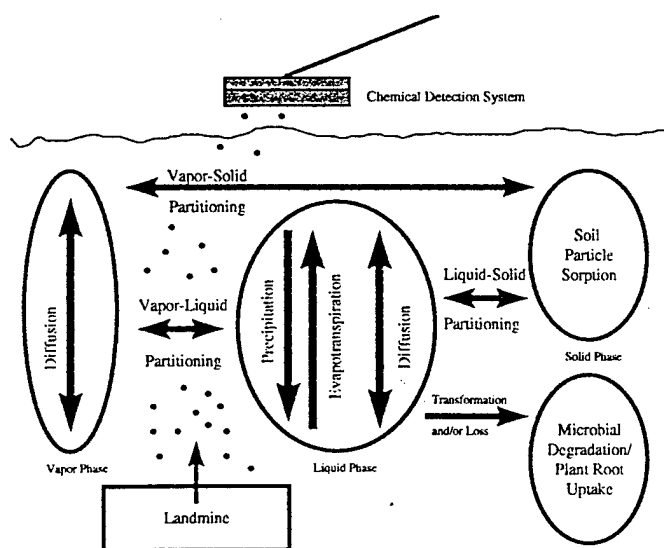 Chemical Detection System
Vapor-Solid
Partitioning
Diffusion
Vapor Phase
Vapor-Liquid
Partitioning
Precipitation
Evapotranspiration
Diffusion
Liquid Phase
Liquid-Solid
Partitioning
Soil
Particle
Sorption
Solid Phase
Transformation
and/or Loss
Microbial
Degradation/
Plant Root
Uptake
Landmine